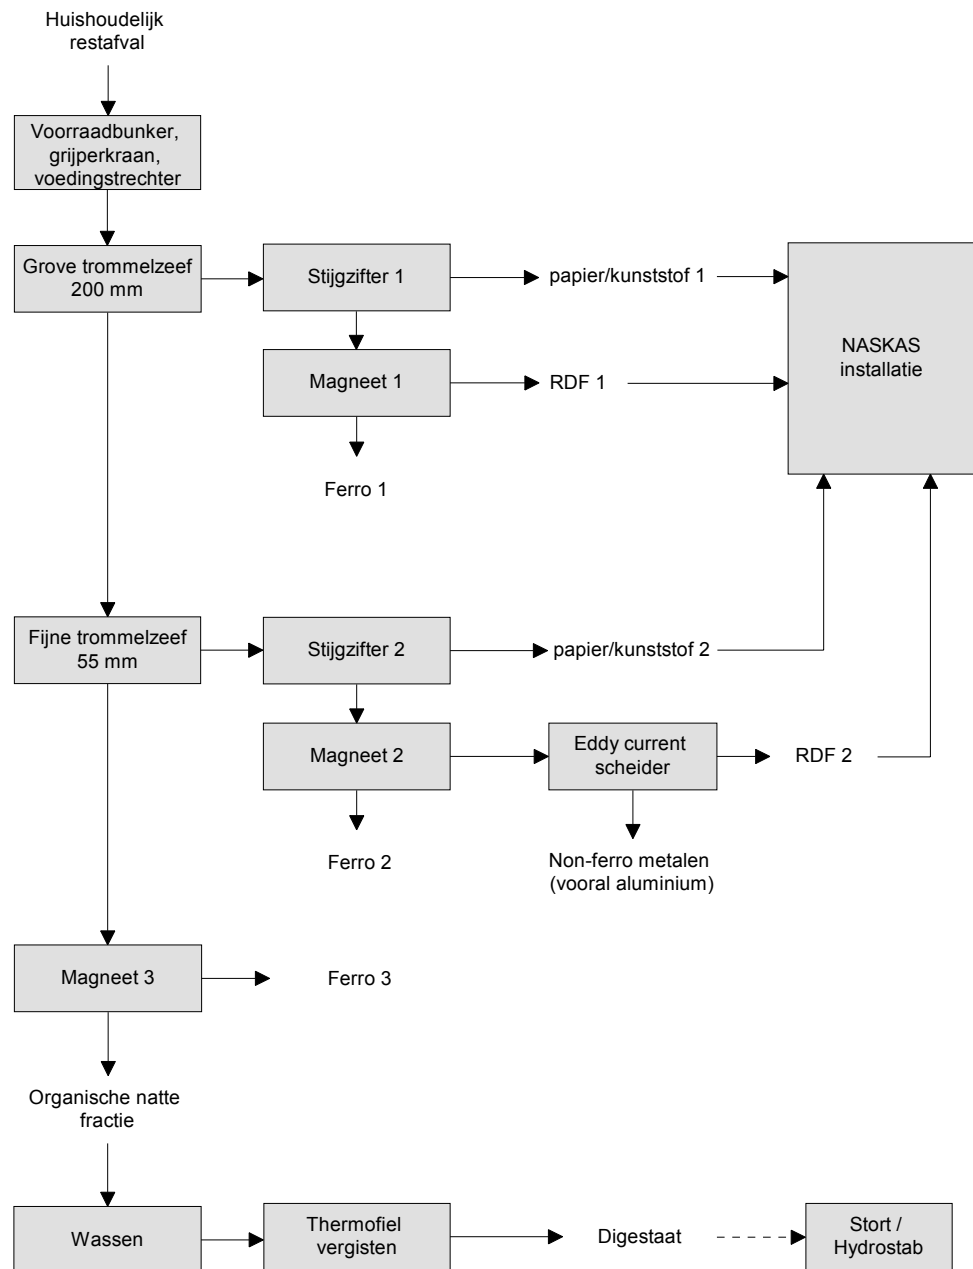 Huishoudelijk
restafval
Voorraadbunker,
grijperkraan,
voedingstrechter
Grove trommelzeef
200 mm
Stijgzifter 1
papier/kunststof 1
NASKAS
installatie
Magneet 1
RDF 1
Ferro 1
Fijne trommelzeef
55 mm
Stijgzifter 2
papier/kunststof 2
Magneet 2
Eddy current
scheider
RDF 2
Ferro 2
Non-ferro metalen
(vooral aluminium)
Magneet 3
Ferro 3
Organische natte
fractie
Wassen
Thermofiel
vergisten
Digestaat
Stort /
Hydrostab